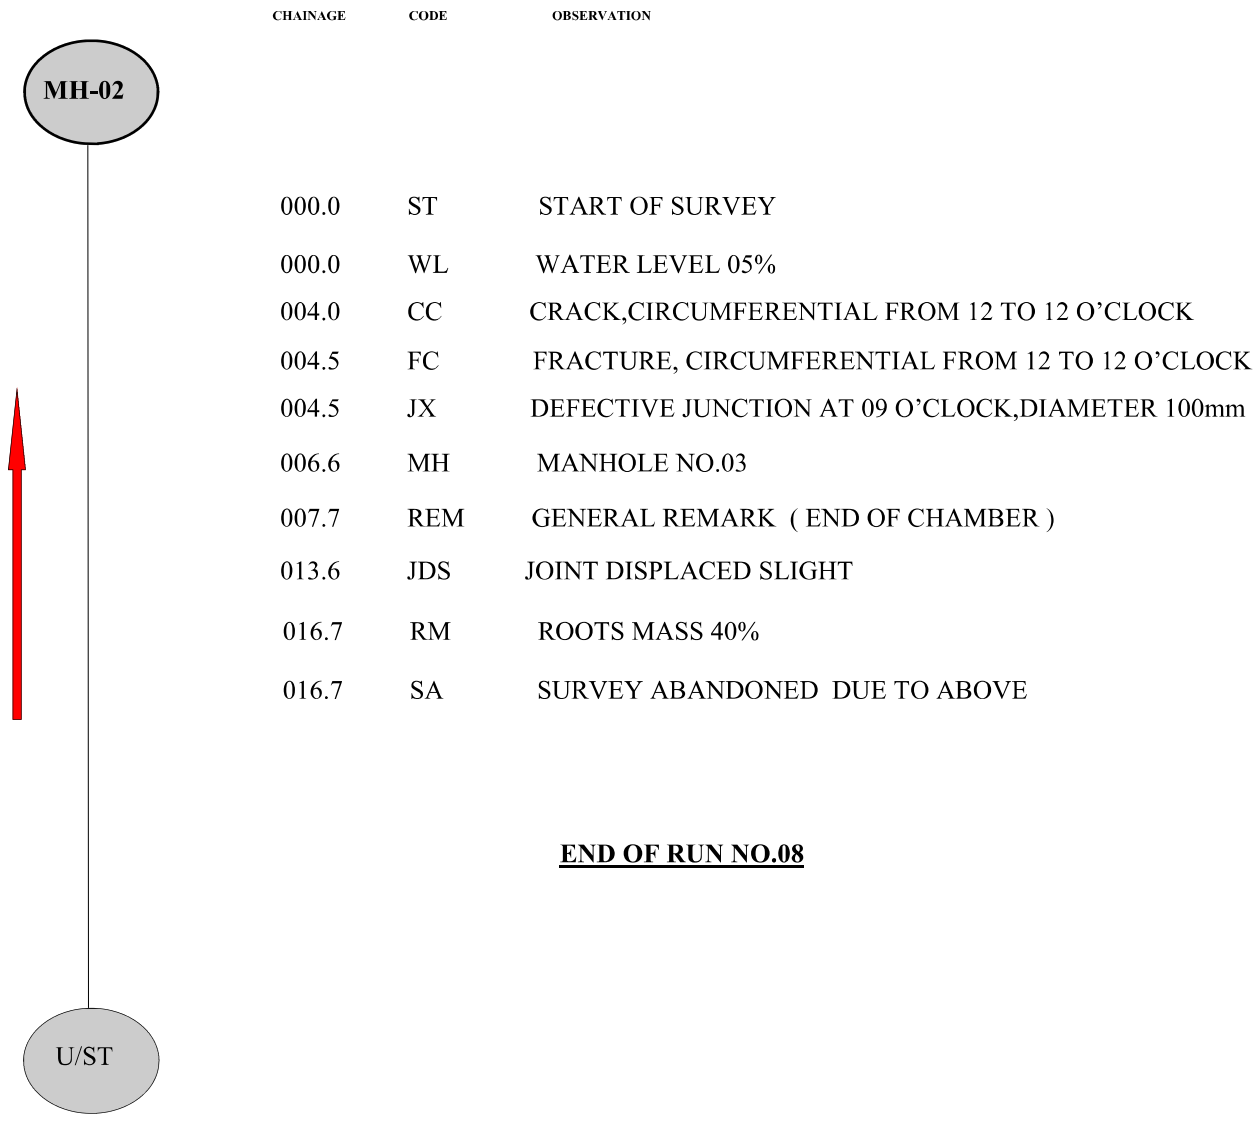 CHAINAGE CODE OBSERVATION
MH-02
000.0 ST START OF SURVEY
000.0 WL WATER LEVEL 05%
004.0 CC CRACK,CIRCUMFERENTIAL FROM 12 TO 12 O’CLOCK
004.5 FC FRACTURE, CIRCUMFERENTIAL FROM 12 TO 12 O’CLOCK
004.5 JX DEFECTIVE JUNCTION AT 09 O’CLOCK,DIAMETER 100mm
006.6 MH MANHOLE NO.03
007.7 REM GENERAL REMARK ( END OF CHAMBER )
013.6 JDS JOINT DISPLACED SLIGHT
016.7 RM ROOTS MASS 40%
016.7 SA SURVEY ABANDONED DUE TO ABOVE
END OF RUN NO.08
U/ST